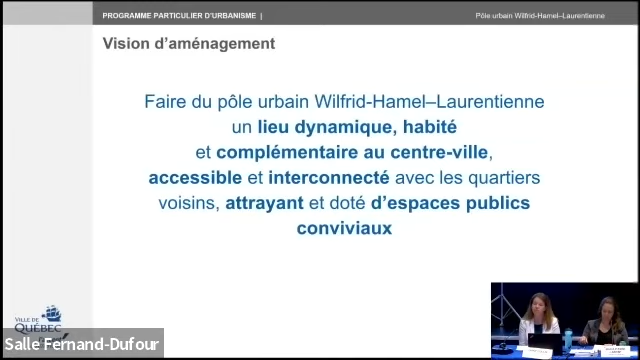 PROGRAMME PARTICULIER D'URBANISME |
Pôle urbain Wilfrid-Hamel–Laurentienne
Vision d'aménagement
Faire du pôle urbain Wilfrid-Hamel–Laurentienne
un lieu dynamique, habité
et complémentaire au centre-ville,
accessible et interconnecté avec les quartiers
voisins, attrayant et doté d'espaces publics
conviviaux
VILLE DE
QUÉBEC
Salle Fernand-Dufour